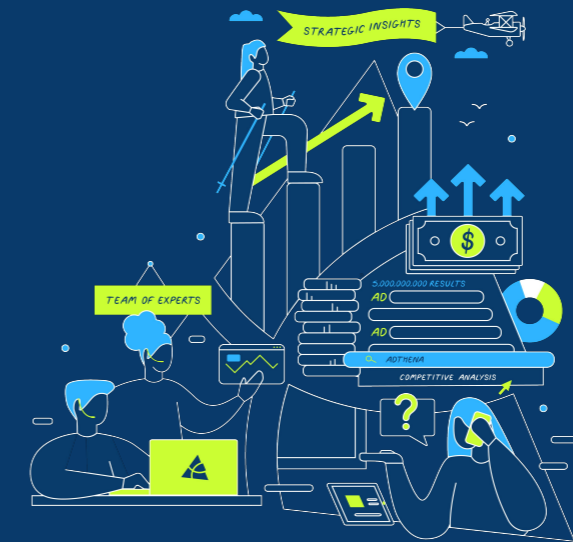 STRATEGIC INSIGHTS
$
TEAM OF EXPERTS
5.000.000.000 RESULTS
AD
AD
ADTHENA
COMPETITIVE ANALYSIS
?